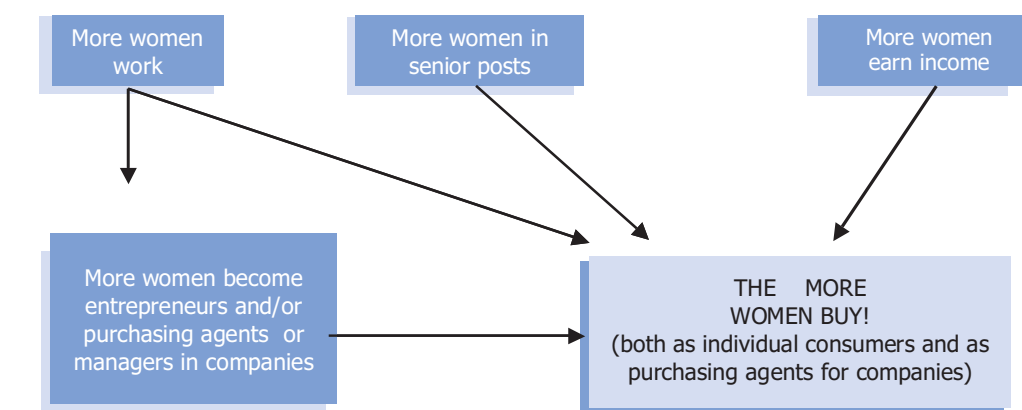 More women
work
More women in
senior posts
More women
earn income
More women become
entrepreneurs and/or
purchasing agents or
managers in companies
THE MORE
WOMEN BUY!
(both as individual consumers and as
purchasing agents for companies)